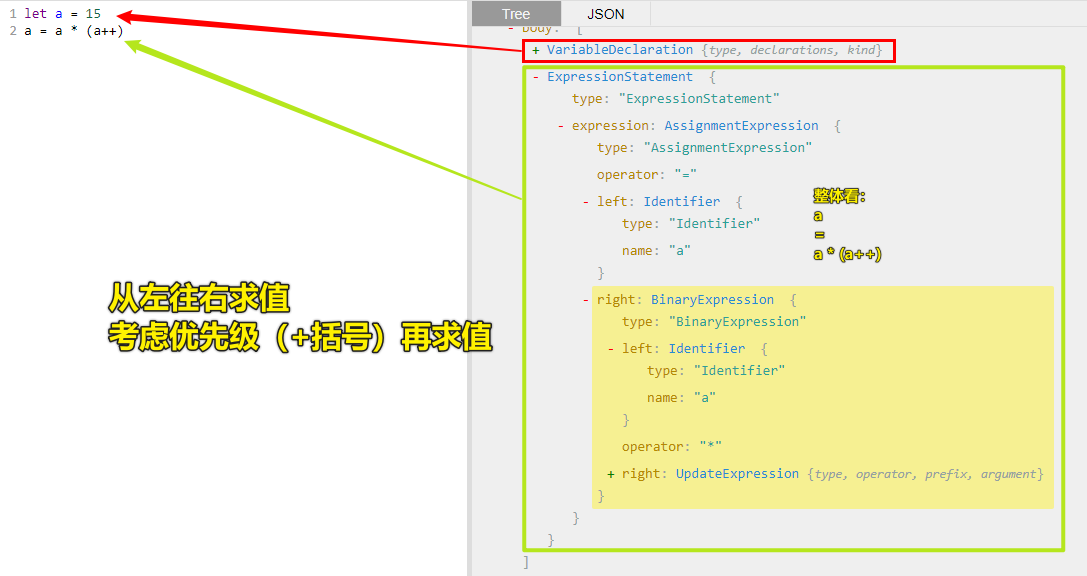 1 let a = 15
2 a = a * (a++)
从左往右求值
考虑优先级（+括号）再求值
Tree JSON
- body: [
+ VariableDeclaration {type, declarations, kind}
- ExpressionStatement {
type: "ExpressionStatement"
- expression: AssignmentExpression {
type: "AssignmentExpression"
operator: "="
- left: Identifier {
type: "Identifier"
name: "a"
}
- right: BinaryExpression {
type: "BinaryExpression"
- left: Identifier {
type: "Identifier"
name: "a"
}
operator: "*"
+ right: UpdateExpression {type, operator, prefix, argument}
}
}
}
]
整体看：
a
=
a * (a++)